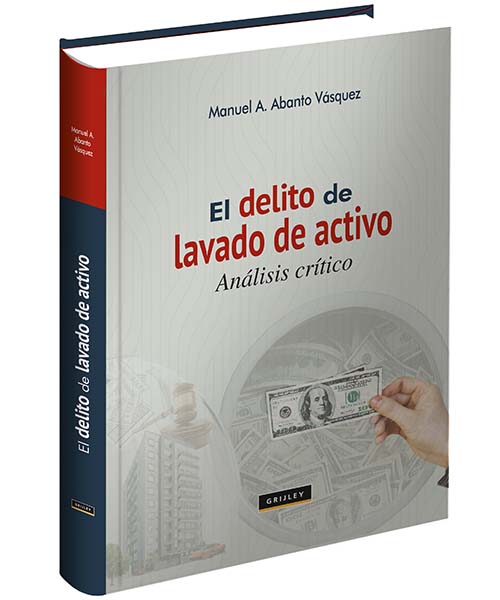 Manuel A. Abanto Vásquez
El delito de
lavado de activo
Análisis crítico
GRIJLEY
Manuel A.
Abanto
Vásquez
El delito de lavado de activo
GRIJLEY